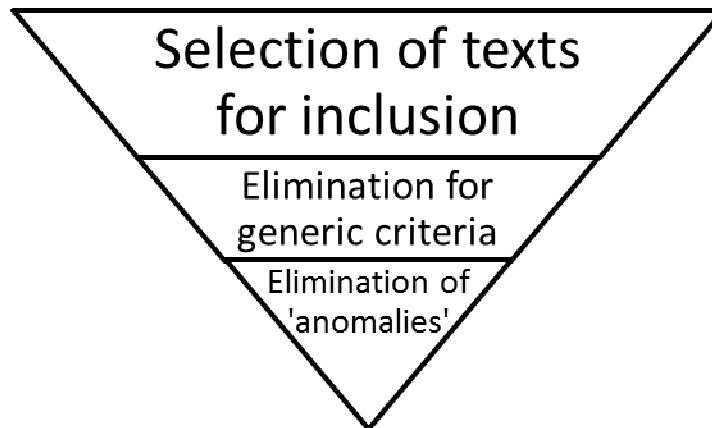 Selection of texts
for inclusion
Elimination for
generic criteria
Elimination of
'anomalies'